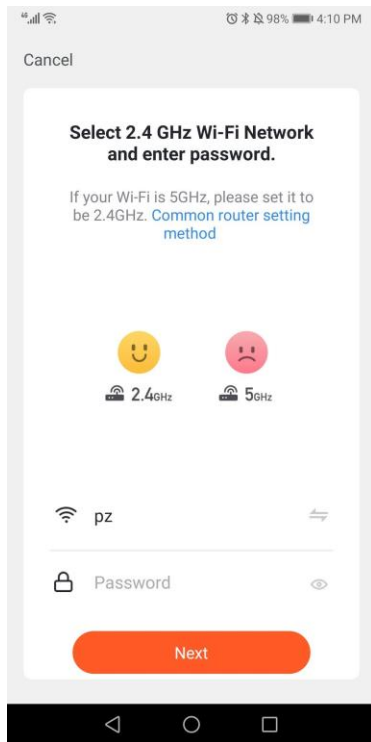 46 98% 4:10 PM
Cancel
Select 2.4 GHz Wi-Fi Network
and enter password.
If your Wi-Fi is 5GHz, please set it to
be 2.4GHz. Common router setting
method
2.4GHz 5GHz
pz
Password
Next